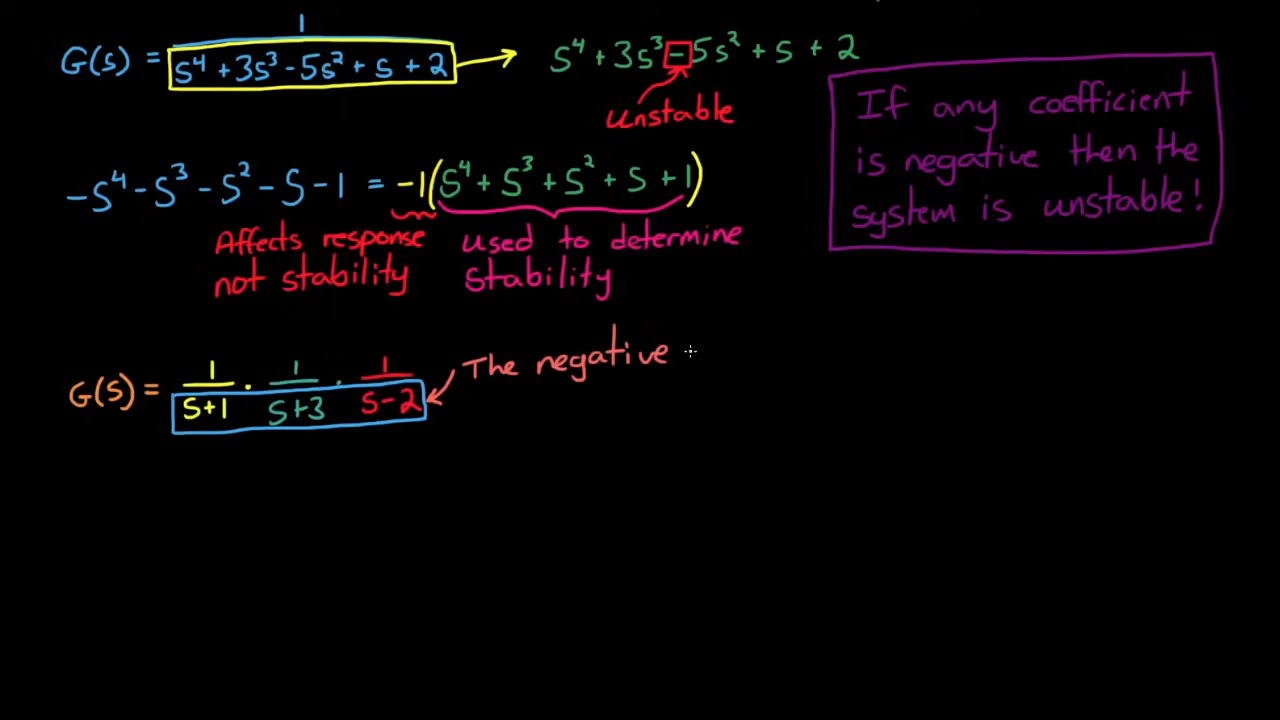 G(s) = 1 / (s⁴ + 3s³ - 5s² + s + 2) → s⁴ + 3s³ - 5s² + s + 2
unstable
If any coefficient
is negative then the
system is unstable!
-s⁴ - s³ - s² - s - 1 = -1(s⁴ + s³ + s² + s + 1)
Affects response
not stability
used to determine
stability
G(s) = 1/(s+1) · 1/(s+3) · 1/(s-2)
The negative